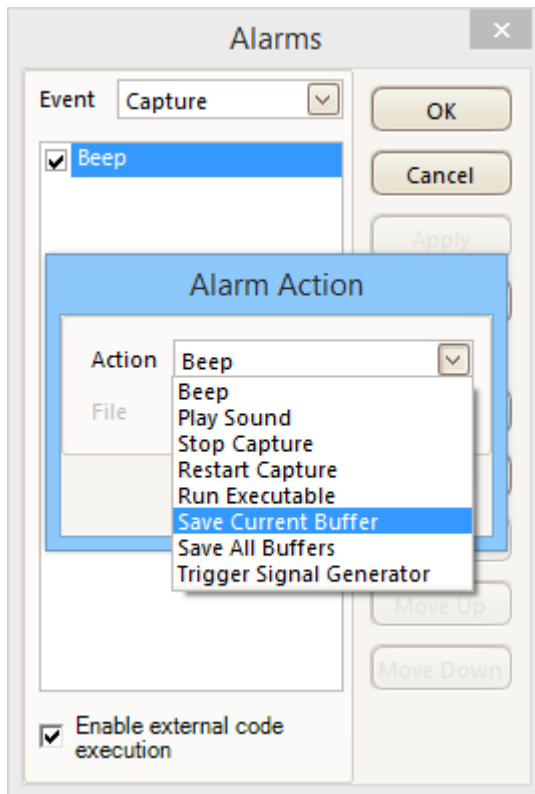 Alarms
Event Capture
OK
Beep
Cancel
Apply
Alarm Action
Action Beep
File
Beep
Play Sound
Stop Capture
Restart Capture
Run Executable
Save Current Buffer
Save All Buffers
Trigger Signal Generator
Move Up
Move Down
Enable external code
execution